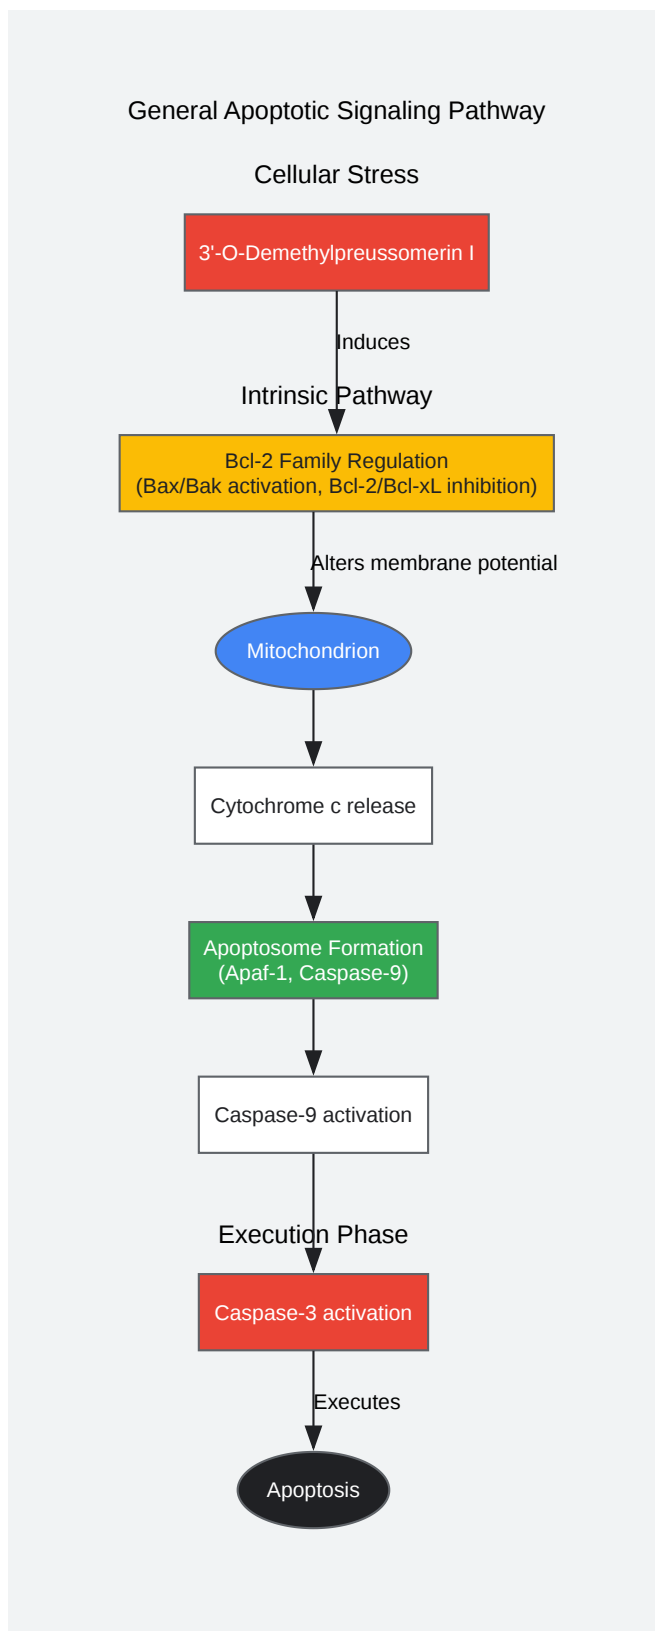 General Apoptotic Signaling Pathway
Cellular Stress
3'-O-Demethylpreussomerin I
Induces
Intrinsic Pathway
Bcl-2 Family Regulation
(Bax/Bak activation, Bcl-2/Bcl-xL inhibition)
Alters membrane potential
Mitochondrion
Cytochrome c release
Apoptosome Formation
(Apaf-1, Caspase-9)
Caspase-9 activation
Execution Phase
Caspase-3 activation
Executes
Apoptosis